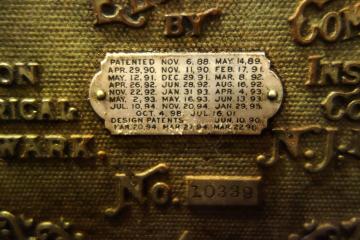 BY
PATENTED NOV. 6, 88. MAY. 14, 89.
APR. 29, 90. NOV. 11, 90. FEB. 17, 91.
MAY. 12, 91. DEC. 29, 91. MAR. 8, 92.
APR. 26, 92. JUN. 28, 92. AUG. 16, 92.
NOV. 22, 92. JAN. 31, 93. APR. 4, 93.
MAY. 2, 93. MAY. 16, 93. JUN. 13, 93.
JUL. 10, 94. NOV. 20, 94. JAN. 29, 95.
OCT. 4, 98. JUL. 16. 01
DESIGN PATENTS JUN. 10, 90.
MAR. 20, 94. MAR. 27, 94. MAR. 22, 98.
ON
INS
RICAL
CO
WARK. N.J.
No. 10339